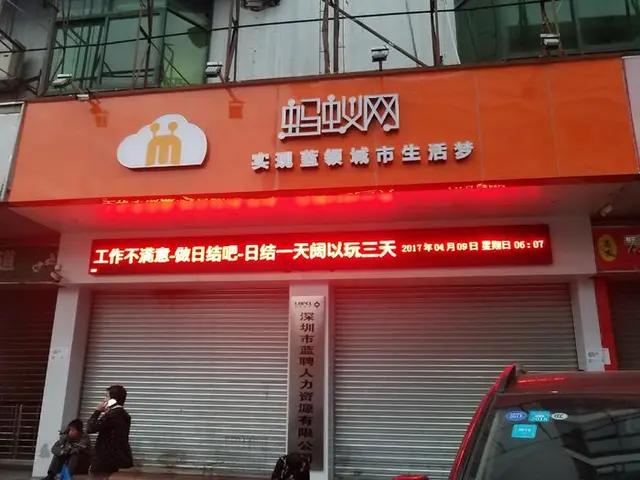 蚂蚁网
实现蓝领城市生活梦
工作不满意-做日结吧-日结一天阔以玩三天 2017年04月09日 星期日 06:07
深圳市蓝聘人力资源有限公